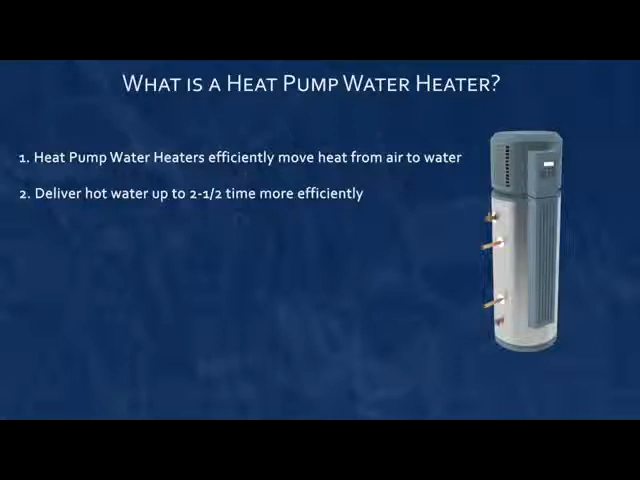 What is a Heat Pump Water Heater?
1. Heat Pump Water Heaters efficiently move heat from air to water
2. Deliver hot water up to 2-1/2 time more efficiently